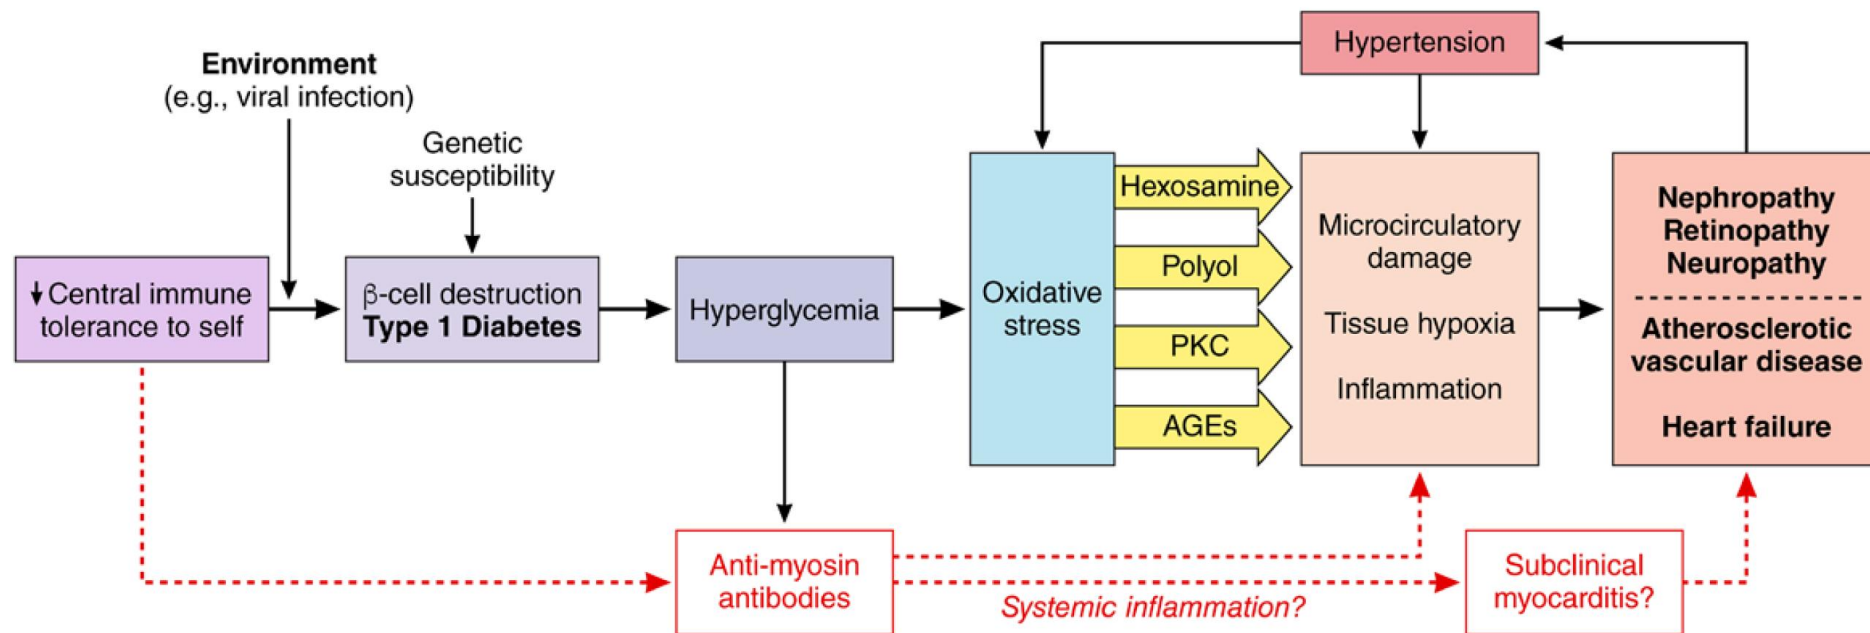 Hypertension
Environment
(e.g., viral infection)
Genetic
susceptibility
↓Central immune
tolerance to self
β-cell destruction
Type 1 Diabetes
Hyperglycemia
Oxidative
stress
Hexosamine
Polyol
PKC
AGEs
Microcirculatory
damage
Tissue hypoxia
Inflammation
Nephropathy
Retinopathy
Neuropathy
Atherosclerotic
vascular disease
Heart failure
Anti-myosin
antibodies
Systemic inflammation?
Subclinical
myocarditis?